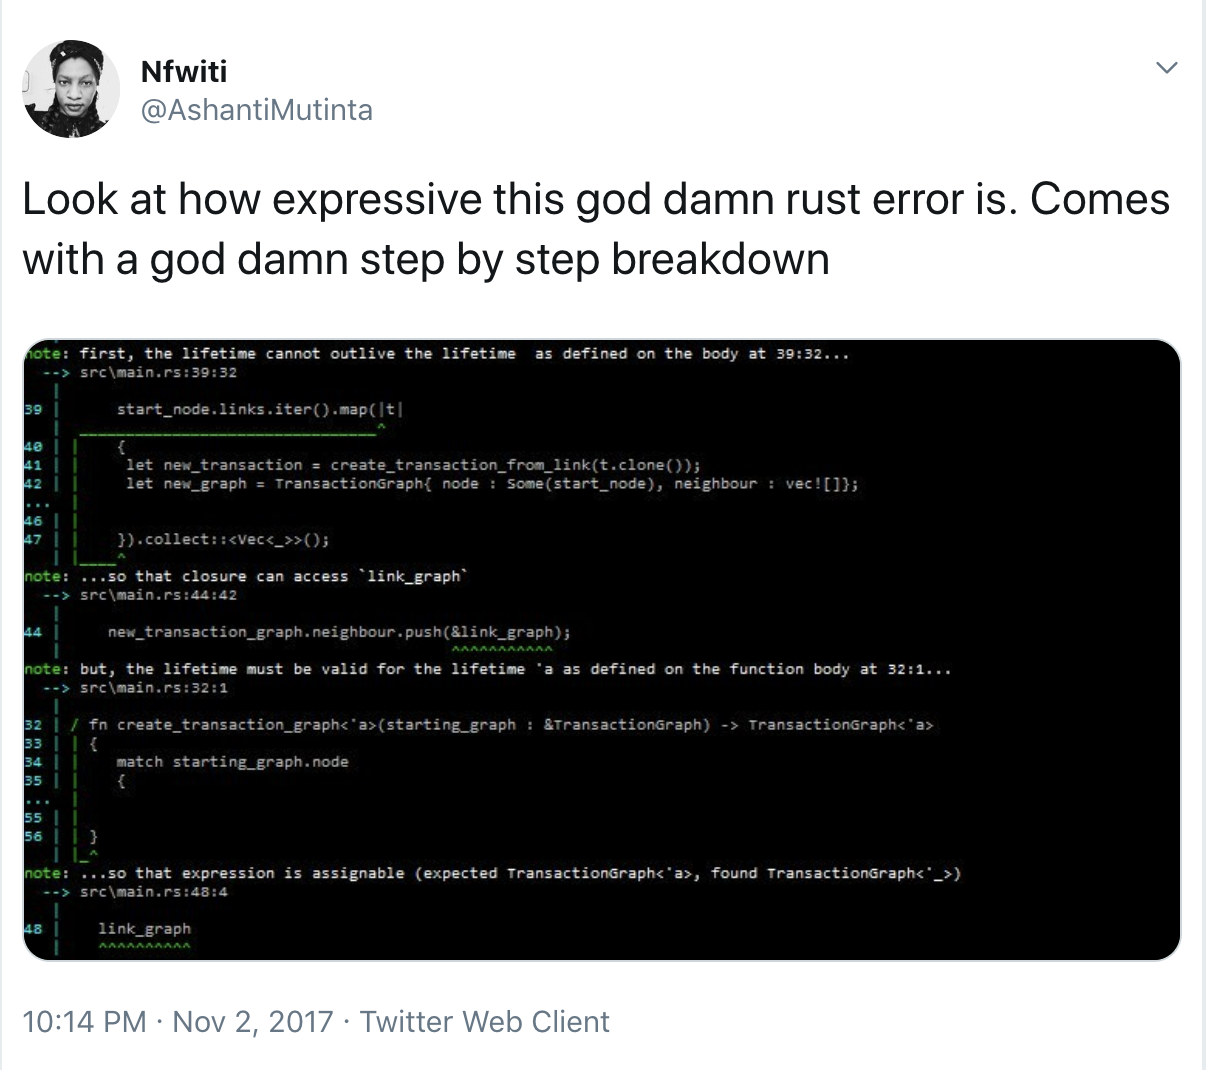 Nfwiti
@AshantiMutinta
Look at how expressive this god damn rust error is. Comes
with a god damn step by step breakdown
note: first, the lifetime cannot outlive the lifetime  as defined on the body at 39:32...
  --> src\main.rs:39:32
   |
39 |      start_node.links.iter().map(|t|
   |  ________________________________^
40 | |    {
41 | |     let new_transaction = create_transaction_from_link(t.clone());
42 | |     let new_graph = TransactionGraph{ node : Some(start_node), neighbour : vec![]};
...  |
46 | |
47 | |    }).collect::<Vec<_>>();
   | |____^
note: ...so that closure can access `link_graph`
  --> src\main.rs:44:42
   |
44 |     new_transaction_graph.neighbour.push(&link_graph);
   |                                          ^^^^^^^^^^^
note: but, the lifetime must be valid for the lifetime 'a as defined on the function body at 32:1...
  --> src\main.rs:32:1
   |
32 | / fn create_transaction_graph<'a>(starting_graph : &TransactionGraph) -> TransactionGraph<'a>
33 | | {
34 | |    match starting_graph.node
35 | |    {
...  |
55 | |
56 | | }
   | |_^
note: ...so that expression is assignable (expected TransactionGraph<'a>, found TransactionGraph<'_>)
  --> src\main.rs:48:4
   |
48 |    link_graph
   |    ^^^^^^^^^^
10:14 PM · Nov 2, 2017 · Twitter Web Client